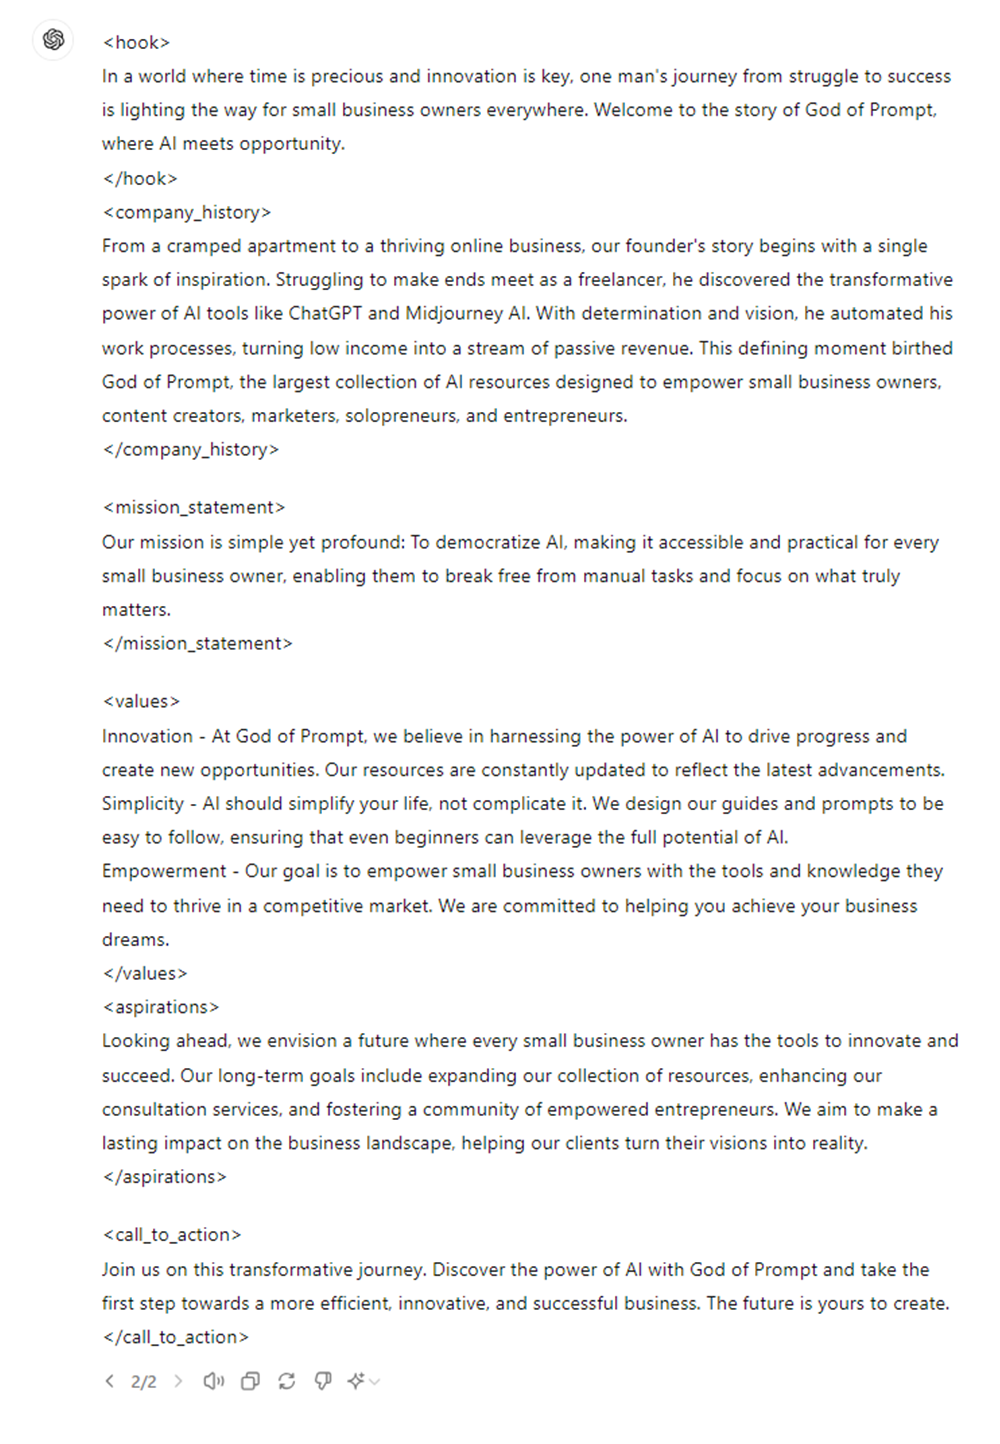 <hook>
In a world where time is precious and innovation is key, one man's journey from struggle to success
is lighting the way for small business owners everywhere. Welcome to the story of God of Prompt,
where AI meets opportunity.
</hook>
<company_history>
From a cramped apartment to a thriving online business, our founder's story begins with a single
spark of inspiration. Struggling to make ends meet as a freelancer, he discovered the transformative
power of AI tools like ChatGPT and Midjourney AI. With determination and vision, he automated his
work processes, turning low income into a stream of passive revenue. This defining moment birthed
God of Prompt, the largest collection of AI resources designed to empower small business owners,
content creators, marketers, solopreneurs, and entrepreneurs.
</company_history>
<mission_statement>
Our mission is simple yet profound: To democratize AI, making it accessible and practical for every
small business owner, enabling them to break free from manual tasks and focus on what truly
matters.
</mission_statement>
<values>
Innovation - At God of Prompt, we believe in harnessing the power of AI to drive progress and
create new opportunities. Our resources are constantly updated to reflect the latest advancements.
Simplicity - AI should simplify your life, not complicate it. We design our guides and prompts to be
easy to follow, ensuring that even beginners can leverage the full potential of AI.
Empowerment - Our goal is to empower small business owners with the tools and knowledge they
need to thrive in a competitive market. We are committed to helping you achieve your business
dreams.
</values>
<aspirations>
Looking ahead, we envision a future where every small business owner has the tools to innovate and
succeed. Our long-term goals include expanding our collection of resources, enhancing our
consultation services, and fostering a community of empowered entrepreneurs. We aim to make a
lasting impact on the business landscape, helping our clients turn their visions into reality.
</aspirations>
<call_to_action>
Join us on this transformative journey. Discover the power of AI with God of Prompt and take the
first step towards a more efficient, innovative, and successful business. The future is yours to create.
</call_to_action>
2/2